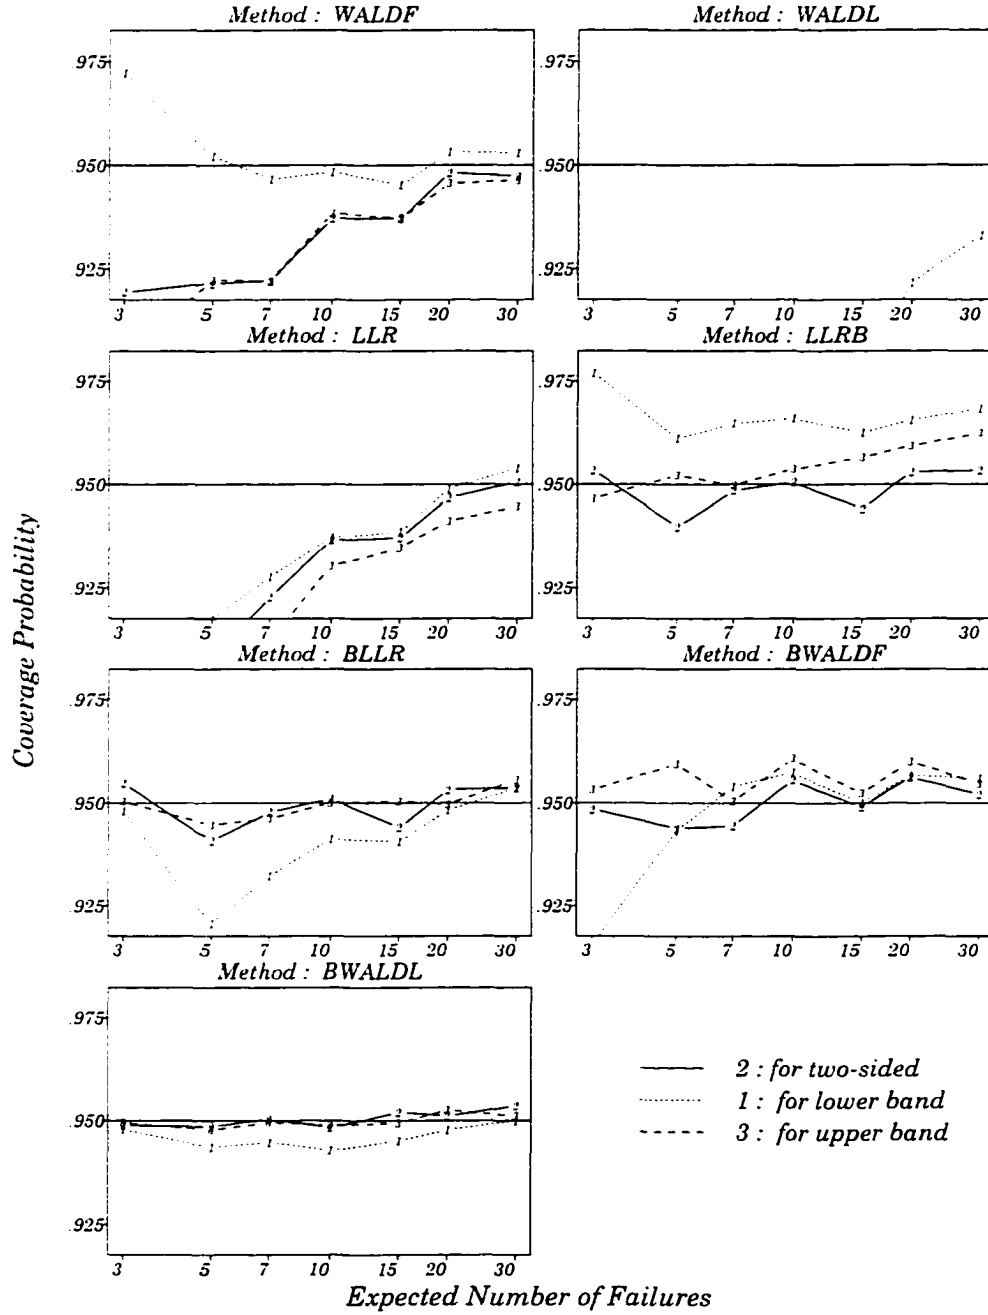 Method : WALDF
Method : WALDL
.975
.950
.925
3 5 7 10 15 20 30
.975
.950
.925
3 5 7 10 15 20 30
Method : LLR
Method : LLRB
.975
.950
.925
3 5 7 10 15 20 30
.975
.950
.925
3 5 7 10 15 20 30
Method : BLLR
Method : BWALDF
.975
.950
.925
3 5 7 10 15 20 30
.975
.950
.925
3 5 7 10 15 20 30
Method : BWALDL
.975
.950
.925
3 5 7 10 15 20 30
2 : for two-sided
1 : for lower band
3 : for upper band
Coverage Probability
Expected Number of Failures